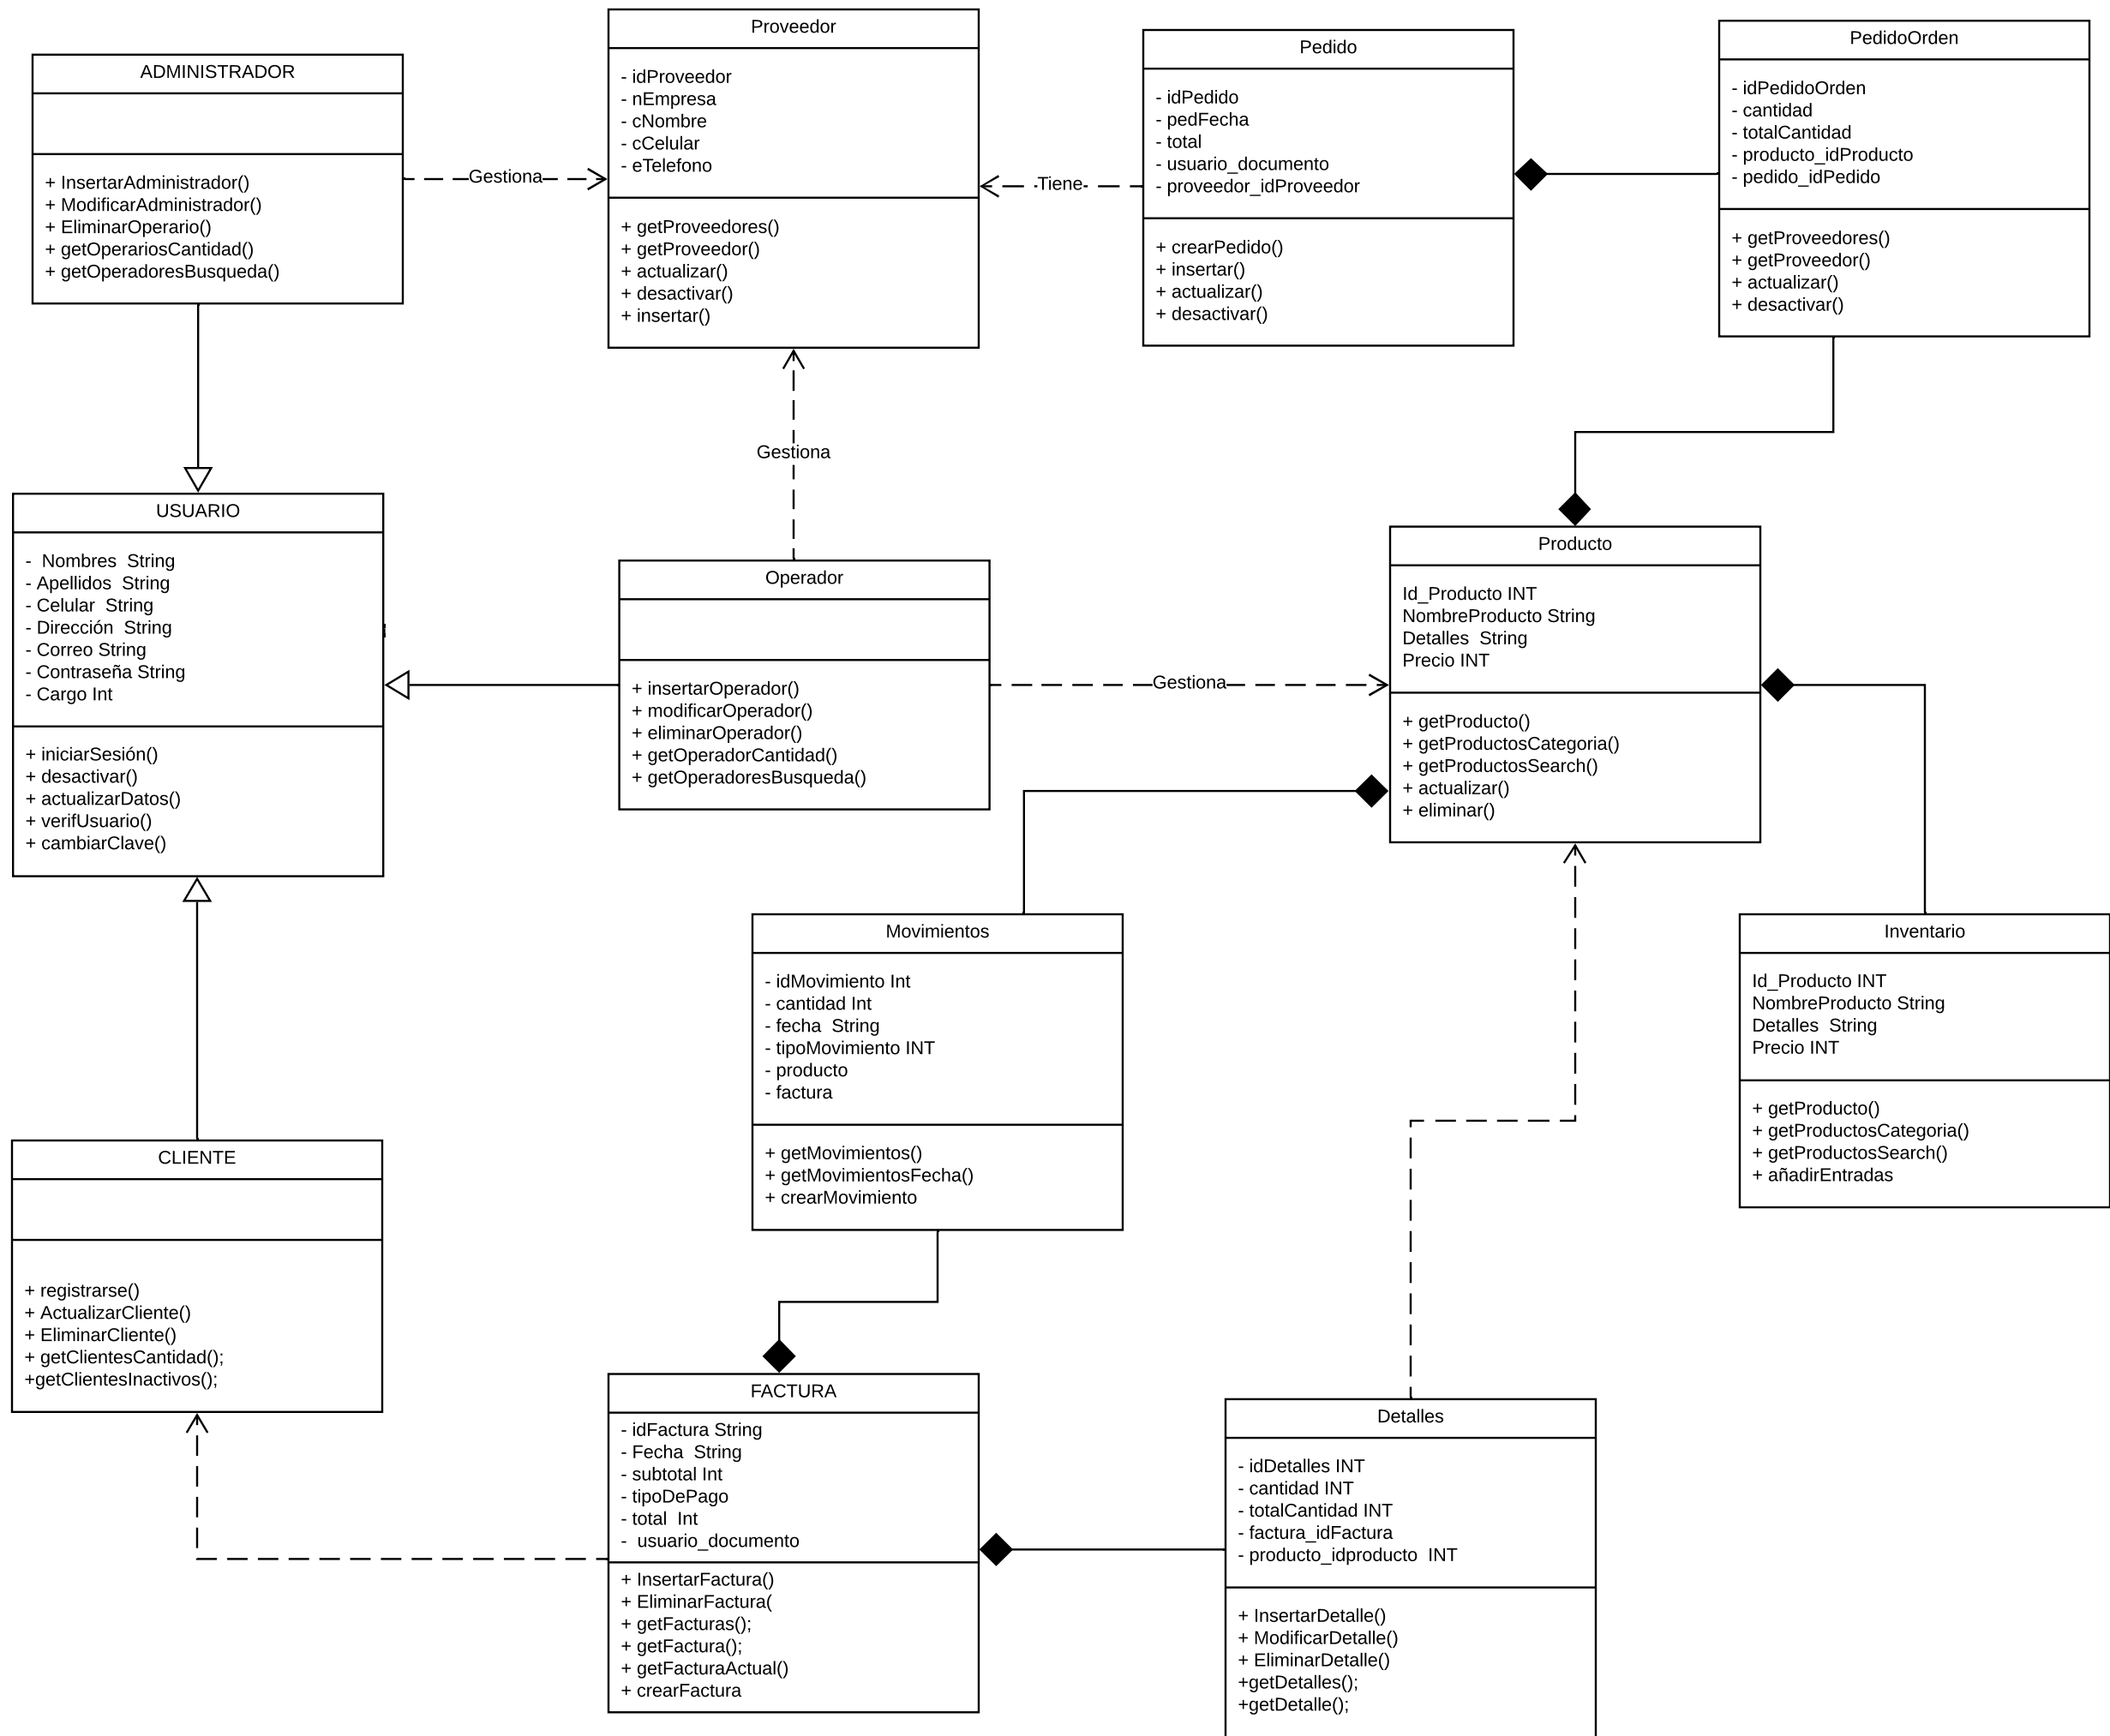 ADMINISTRADOR
+ InsertarAdministrador()
+ ModificarAdministrador()
+ EliminarOperario()
+ getOperariosCantidad()
+ getOperadoresBusqueda()
Gestiona
Proveedor
- idProveedor
- nEmpresa
- cNombre
- cCelular
- eTelefono
+ getProveedores()
+ getProveedor()
+ actualizar()
+ desactivar()
+ insertar()
Tiene
Pedido
- idPedido
- pedFecha
- total
- usuario_documento
- proveedor_idProveedor
+ crearPedido()
+ insertar()
+ actualizar()
+ desactivar()
PedidoOrden
- idPedidoOrden
- cantidad
- totalCantidad
- producto_idProducto
- pedido_idPedido
+ getProveedores()
+ getProveedor()
+ actualizar()
+ desactivar()
Gestiona
USUARIO
-  Nombres  String
- Apellidos  String
- Celular  String
- Dirección  String
- Correo String
- Contraseña String
- Cargo Int
+ iniciarSesión()
+ desactivar()
+ actualizarDatos()
+ verifUsuario()
+ cambiarClave()
Operador
+ insertarOperador()
+ modificarOperador()
+ eliminarOperador()
+ getOperadorCantidad()
+ getOperadoresBusqueda()
Gestiona
Producto
Id_Producto INT
NombreProducto String
Detalles  String
Precio INT
+ getProducto()
+ getProductosCategoria()
+ getProductosSearch()
+ actualizar()
+ eliminar()
Movimientos
- idMovimiento Int
- cantidad Int
- fecha  String
- tipoMovimiento INT
- producto
- factura
+ getMovimientos()
+ getMovimientosFecha()
+ crearMovimiento
Inventario
Id_Producto INT
NombreProducto String
Detalles  String
Precio INT
+ getProducto()
+ getProductosCategoria()
+ getProductosSearch()
+ añadirEntradas
CLIENTE
+ registrarse()
+ ActualizarCliente()
+ EliminarCliente()
+ getClientesCantidad();
+getClientesInactivos();
FACTURA
- idFactura String
- Fecha  String
- subtotal Int
- tipoDePago
- total  Int
-  usuario_documento
+ InsertarFactura()
+ EliminarFactura(
+ getFacturas();
+ getFactura();
+ getFacturaActual()
+ crearFactura
Detalles
- idDetalles INT
- cantidad INT
- totalCantidad INT
- factura_idFactura
- producto_idproducto  INT
+ InsertarDetalle()
+ ModificarDetalle()
+ EliminarDetalle()
+getDetalles();
+getDetalle();